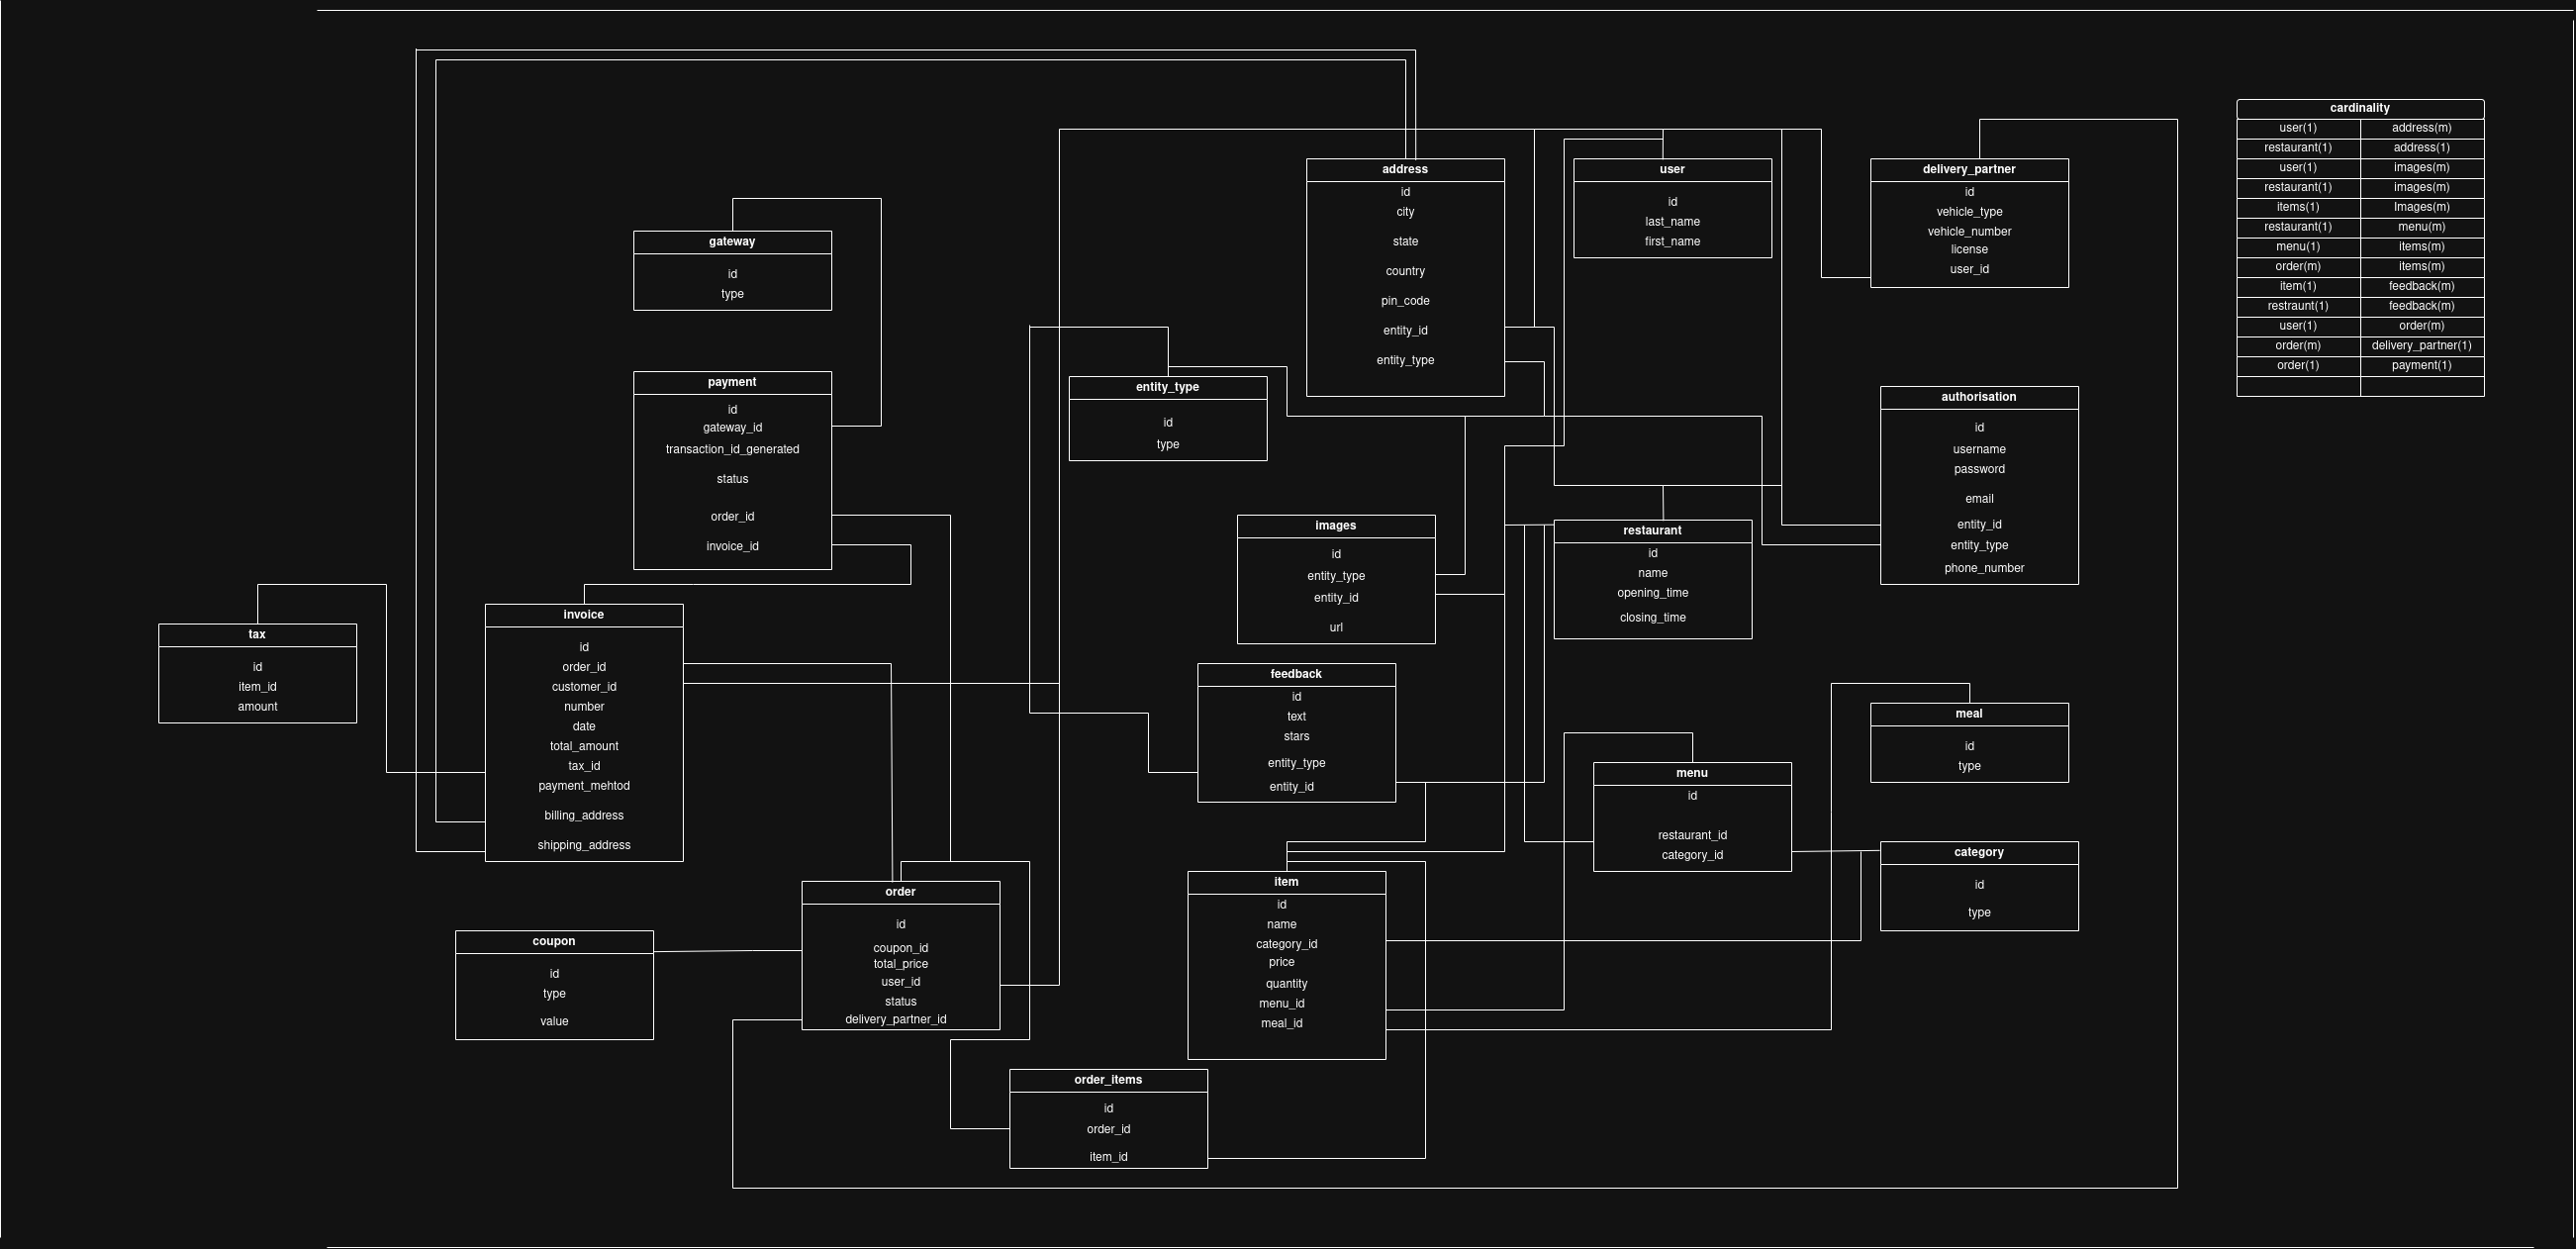 cardinality
user(1) address(m)
restaurant(1) address(1)
user(1) images(m)
restaurant(1) images(m)
items(1) Images(m)
restaurant(1) menu(m)
menu(1) items(m)
order(m) items(m)
item(1) feedback(m)
restraunt(1) feedback(m)
user(1) order(m)
order(m) delivery_partner(1)
order(1) payment(1)
address
id
city
state
country
pin_code
entity_id
entity_type
user
id
last_name
first_name
delivery_partner
id
vehicle_type
vehicle_number
license
user_id
gateway
id
type
payment
id
gateway_id
transaction_id_generated
status
order_id
invoice_id
entity_type
id
type
authorisation
id
username
password
email
entity_id
entity_type
phone_number
images
id
entity_type
entity_id
url
restaurant
id
name
opening_time
closing_time
tax
id
item_id
amount
invoice
id
order_id
customer_id
number
date
total_amount
tax_id
payment_mehtod
billing_address
shipping_address
feedback
id
text
stars
entity_type
entity_id
menu
id
restaurant_id
category_id
meal
id
type
category
id
type
coupon
id
type
value
order
id
coupon_id
total_price
user_id
status
delivery_partner_id
item
id
name
category_id
price
quantity
menu_id
meal_id
order_items
id
order_id
item_id